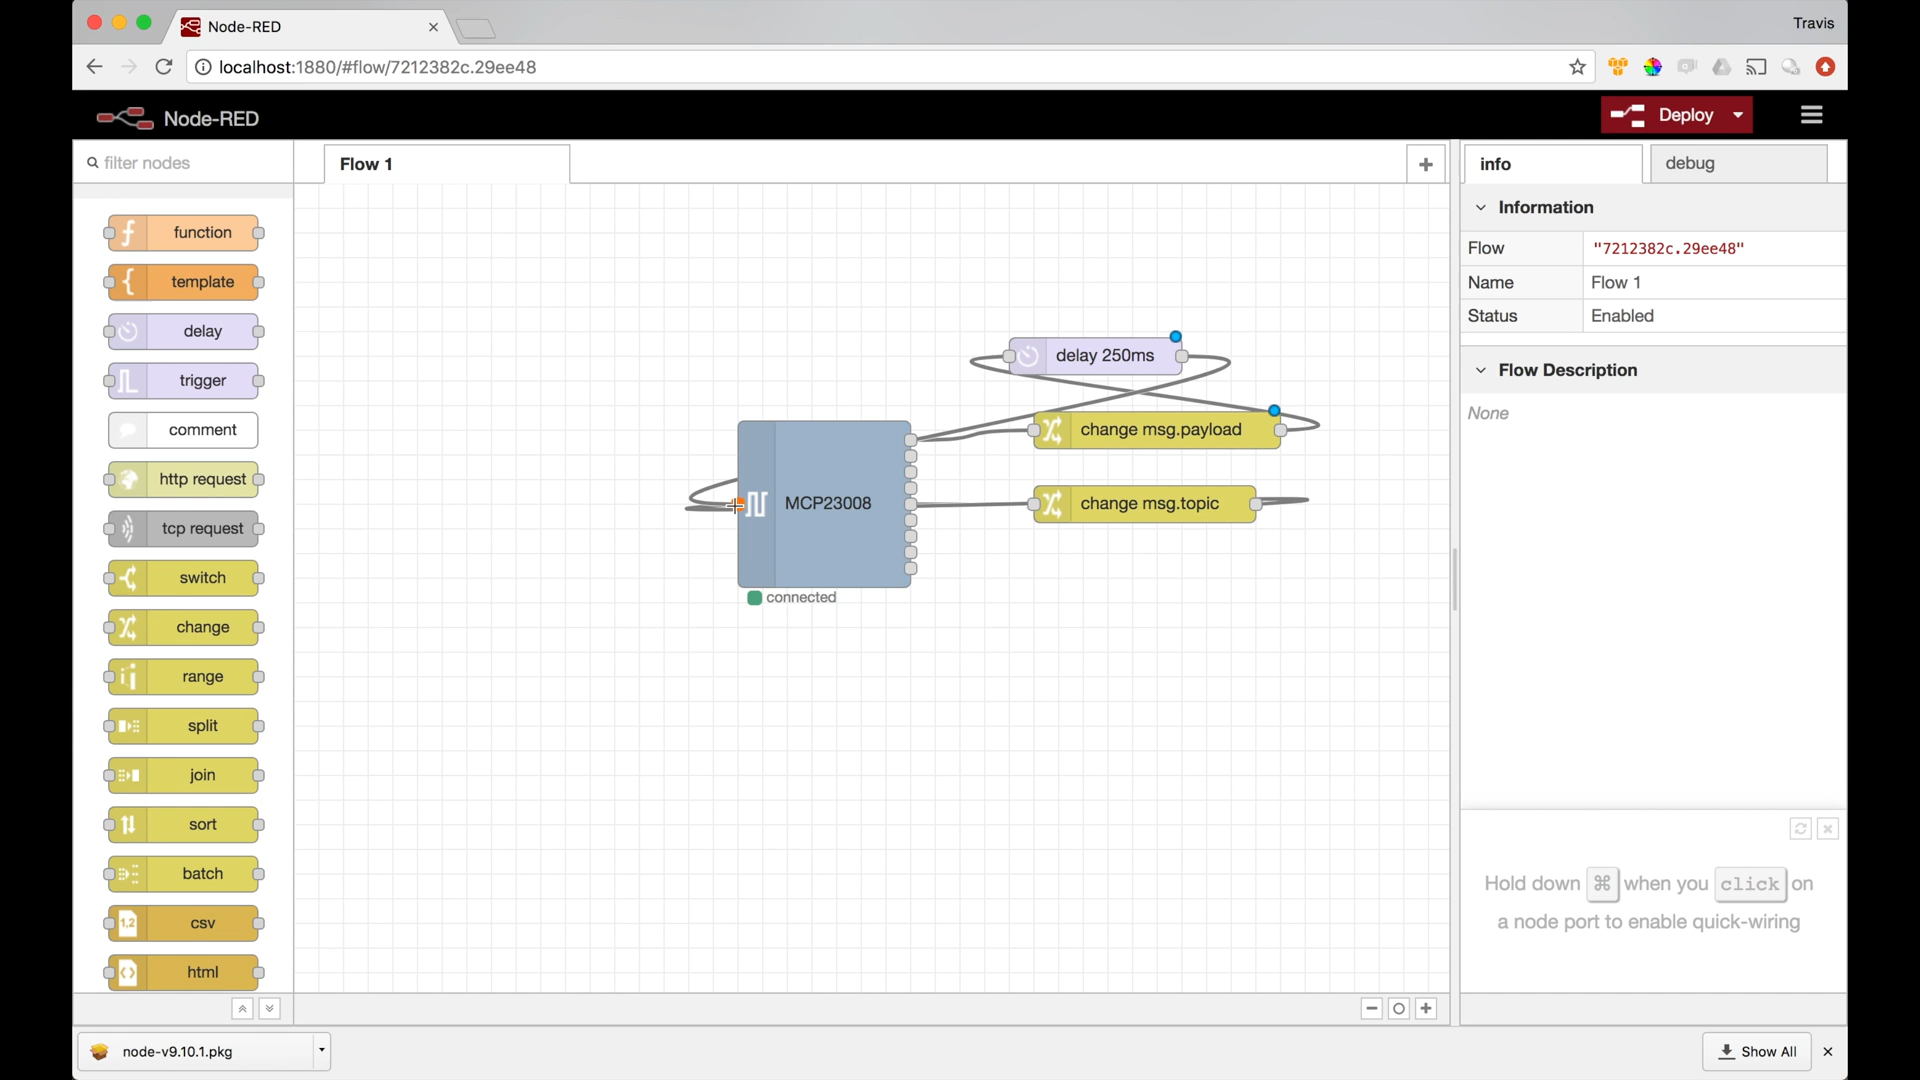 Node-RED
Travis
localhost:1880/#flow/7212382c.29ee48
Node-RED
Deploy
filter nodes
Flow 1
info
debug
function
template
delay
trigger
comment
http request
tcp request
switch
change
range
split
join
sort
batch
1,2
csv
html
delay 250ms
change msg.payload
MCP23008
change msg.topic
connected
Information
Flow "7212382c.29ee48"
Name Flow 1
Status Enabled
Flow Description
None
Hold down ⌘ when you click on
a node port to enable quick-wiring
node-v9.10.1.pkg
Show All